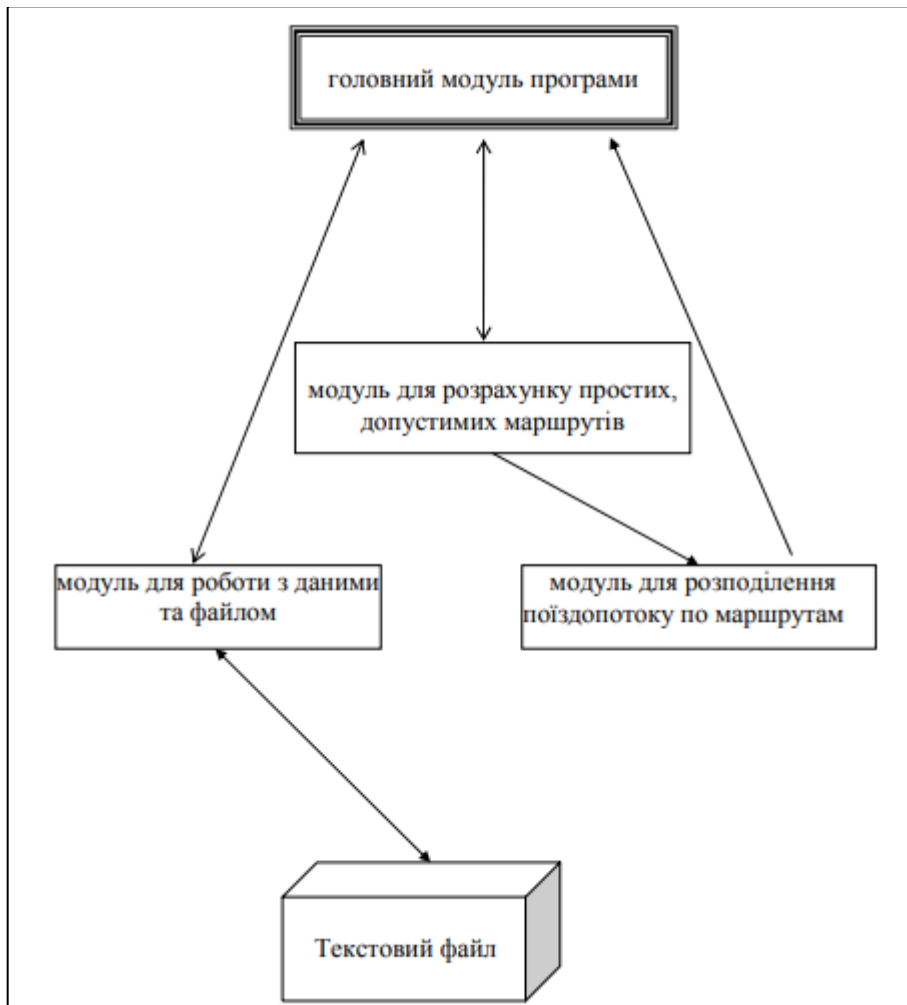 головний модуль програми
модуль для розрахунку простих,
допустимих маршрутів
модуль для роботи з даними
та файлом
модуль для розподілення
поїздопотоку по маршрутам
Текстовий файл